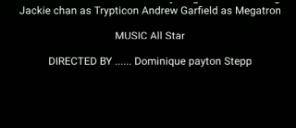 Jackie chan as Trypticon Andrew Garfield as Megatron
MUSIC All Star
DIRECTED BY ...... Dominique payton Stepp